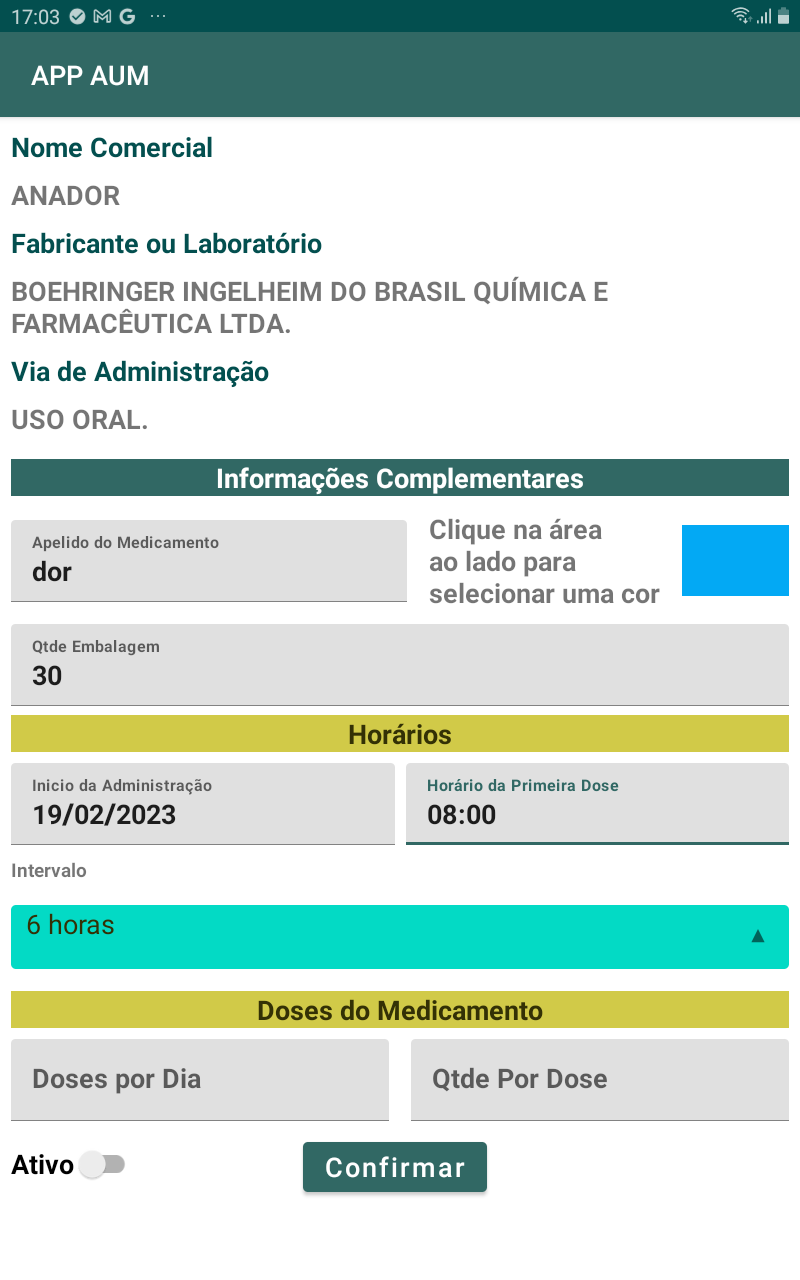 17:03
APP AUM
Nome Comercial
ANADOR
Fabricante ou Laboratório
BOEHRINGER INGELHEIM DO BRASIL QUÍMICA E
FARMACÊUTICA LTDA.
Via de Administração
USO ORAL.
Informações Complementares
Apelido do Medicamento
dor
Clique na área
ao lado para
selecionar uma cor
Qtde Embalagem
30
Horários
Inicio da Administração
19/02/2023
Horário da Primeira Dose
08:00
Intervalo
6 horas
Doses do Medicamento
Doses por Dia
Qtde Por Dose
Ativo
Confirmar